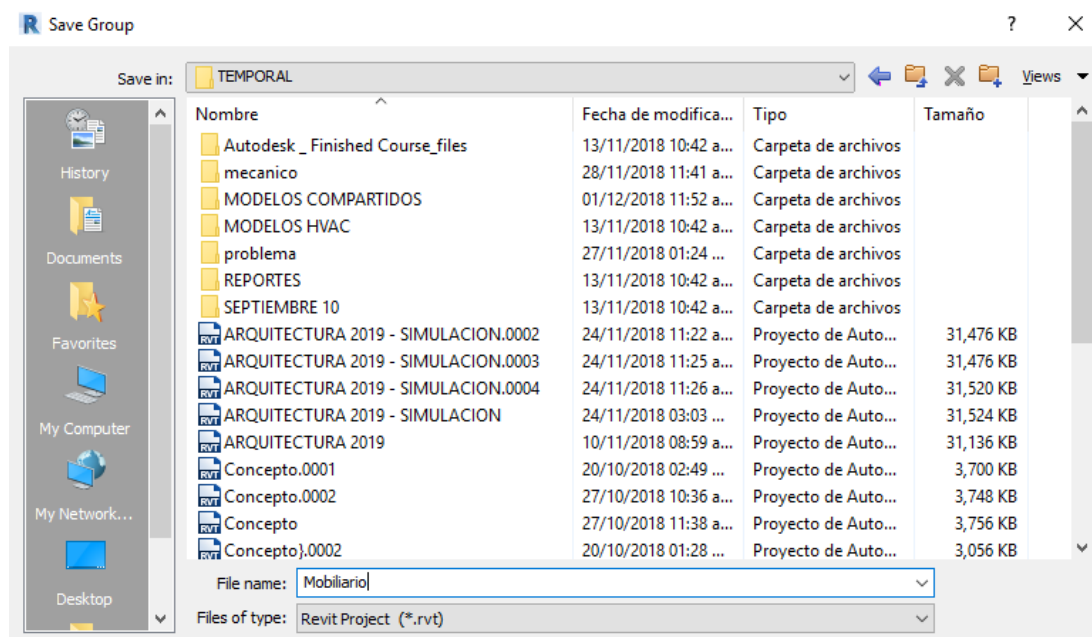 Save Group ?
Save in: TEMPORAL Views
Nombre Fecha de modifica... Tipo Tamaño
Autodesk _ Finished Course_files 13/11/2018 10:42 a... Carpeta de archivos
mecanico 28/11/2018 11:41 a... Carpeta de archivos
MODELOS COMPARTIDOS 01/12/2018 11:52 a... Carpeta de archivos
MODELOS HVAC 13/11/2018 10:42 a... Carpeta de archivos
problema 27/11/2018 01:24 ... Carpeta de archivos
REPORTES 13/11/2018 10:42 a... Carpeta de archivos
SEPTIEMBRE 10 13/11/2018 10:42 a... Carpeta de archivos
RVT ARQUITECTURA 2019 - SIMULACION.0002 24/11/2018 11:22 a... Proyecto de Auto... 31,476 KB
RVT ARQUITECTURA 2019 - SIMULACION.0003 24/11/2018 11:25 a... Proyecto de Auto... 31,476 KB
RVT ARQUITECTURA 2019 - SIMULACION.0004 24/11/2018 11:26 a... Proyecto de Auto... 31,520 KB
RVT ARQUITECTURA 2019 - SIMULACION 24/11/2018 03:03 ... Proyecto de Auto... 31,524 KB
RVT ARQUITECTURA 2019 10/11/2018 08:59 a... Proyecto de Auto... 31,136 KB
RVT Concepto.0001 20/10/2018 02:49 ... Proyecto de Auto... 3,700 KB
RVT Concepto.0002 27/10/2018 10:36 a... Proyecto de Auto... 3,748 KB
RVT Concepto 27/10/2018 11:38 a... Proyecto de Auto... 3,756 KB
RVT Concepto}.0002 20/10/2018 01:28 ... Proyecto de Auto... 3,056 KB
History
Documents
Favorites
My Computer
My Network...
Desktop
File name: Mobiliario
Files of type: Revit Project (*.rvt)